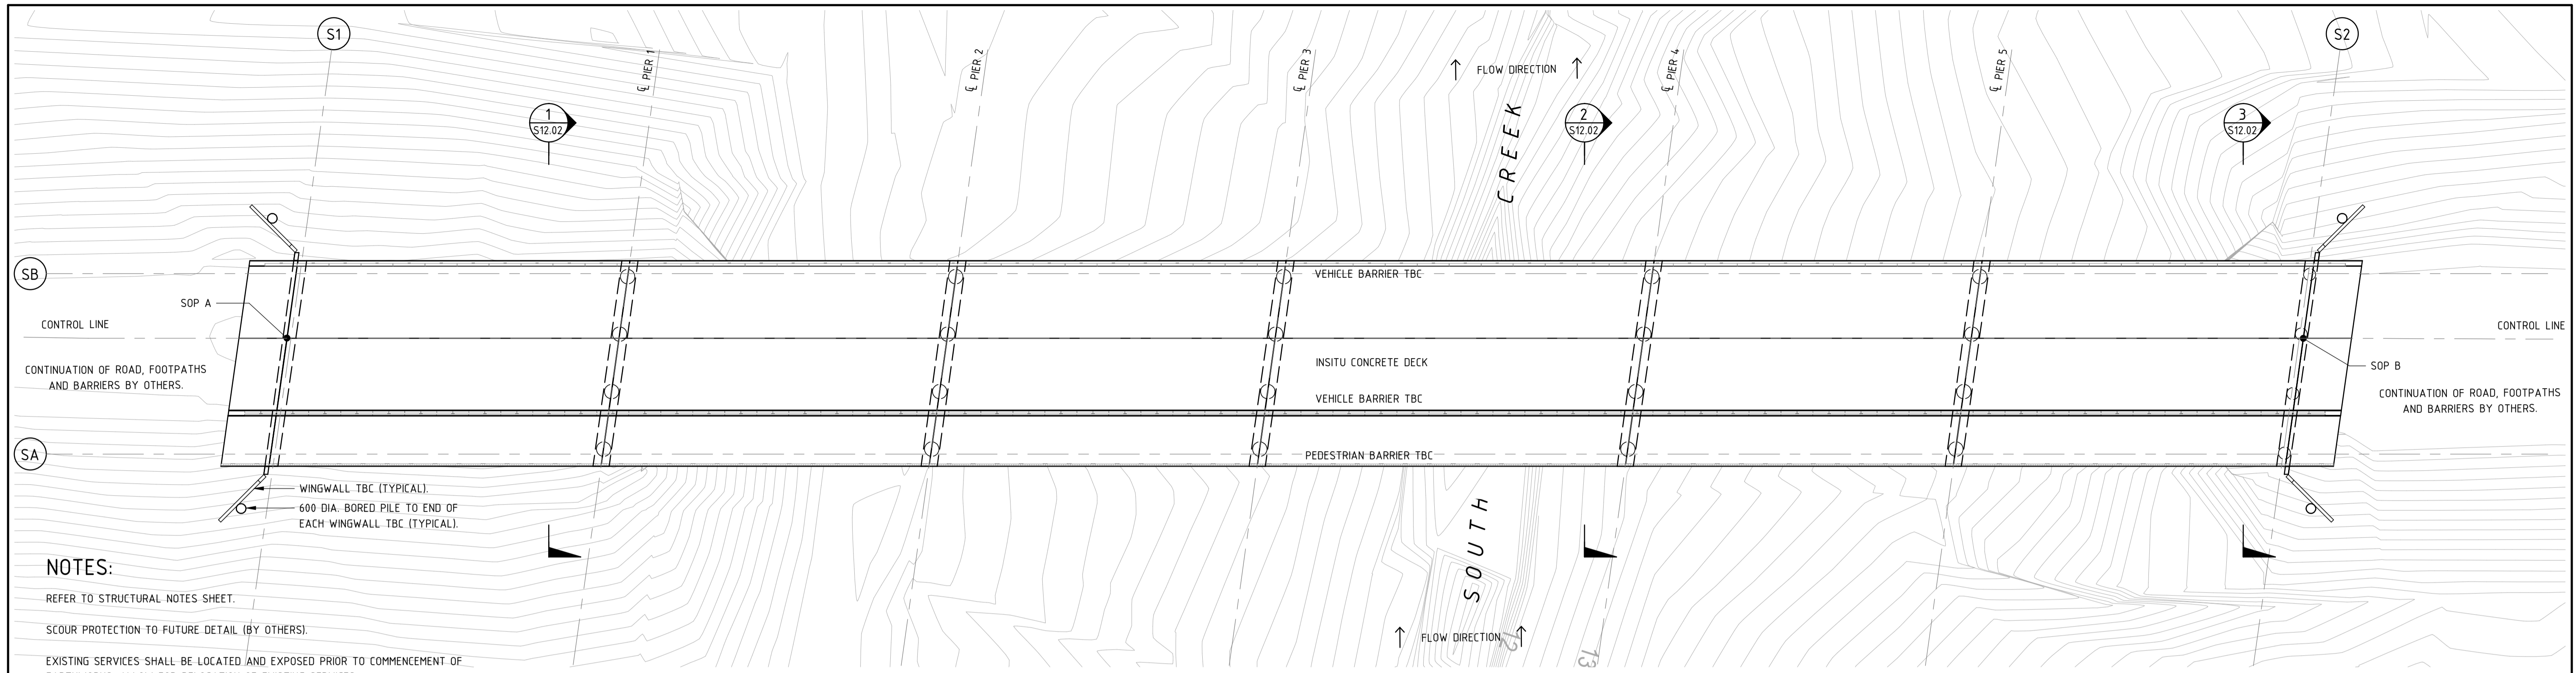 S1
℄ PIER 1
℄ PIER 2
℄ PIER 3
℄ PIER 4
℄ PIER 5
S2
FLOW DIRECTION
1
S12.02
2
S12.02
3
S12.02
CREEK
SB
SOP A
CONTROL LINE
CONTINUATION OF ROAD, FOOTPATHS
AND BARRIERS BY OTHERS.
VEHICLE BARRIER TBC
INSITU CONCRETE DECK
VEHICLE BARRIER TBC
PEDESTRIAN BARRIER TBC
CONTROL LINE
SOP B
CONTINUATION OF ROAD, FOOTPATHS
AND BARRIERS BY OTHERS.
SA
WINGWALL TBC (TYPICAL).
600 DIA. BORED PILE TO END OF
EACH WINGWALL TBC (TYPICAL).
SOUTH
FLOW DIRECTION
12
13
NOTES:
REFER TO STRUCTURAL NOTES SHEET.
SCOUR PROTECTION TO FUTURE DETAIL (BY OTHERS).
EXISTING SERVICES SHALL BE LOCATED AND EXPOSED PRIOR TO COMMENCEMENT OF